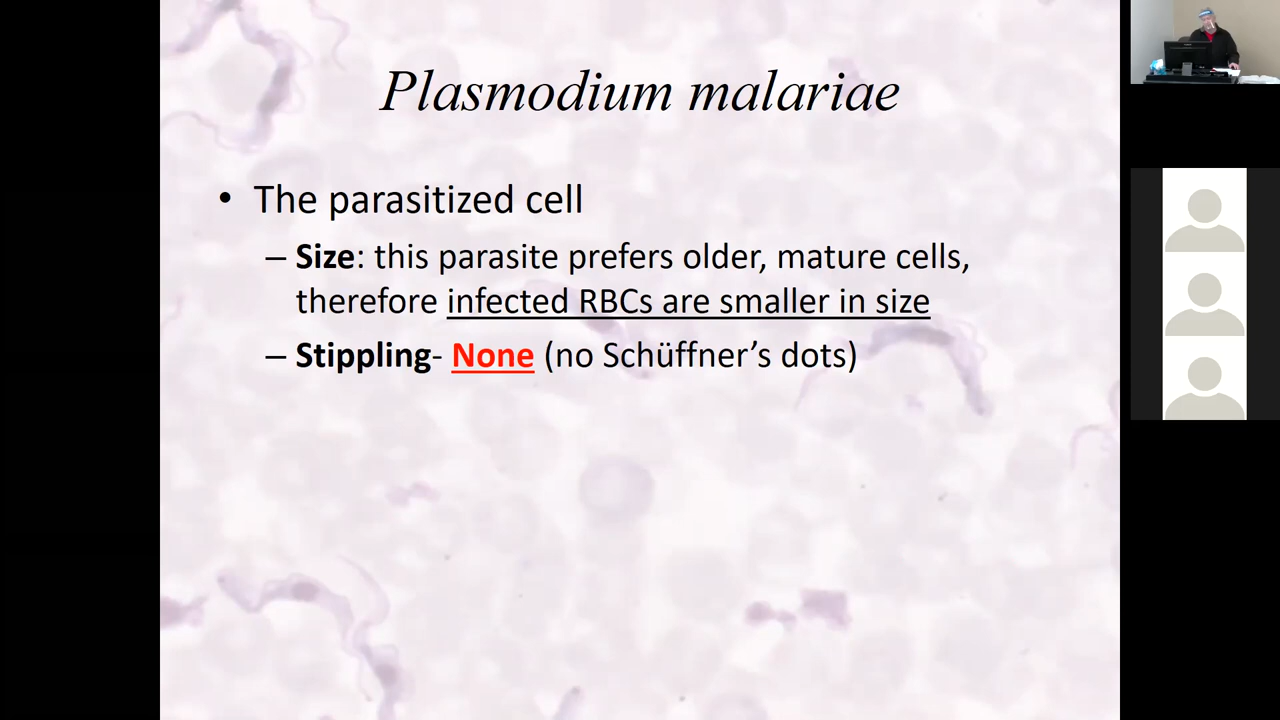 Plasmodium malariae
• The parasitized cell
– Size: this parasite prefers older, mature cells,
therefore infected RBCs are smaller in size
– Stippling- None (no Schüffner’s dots)